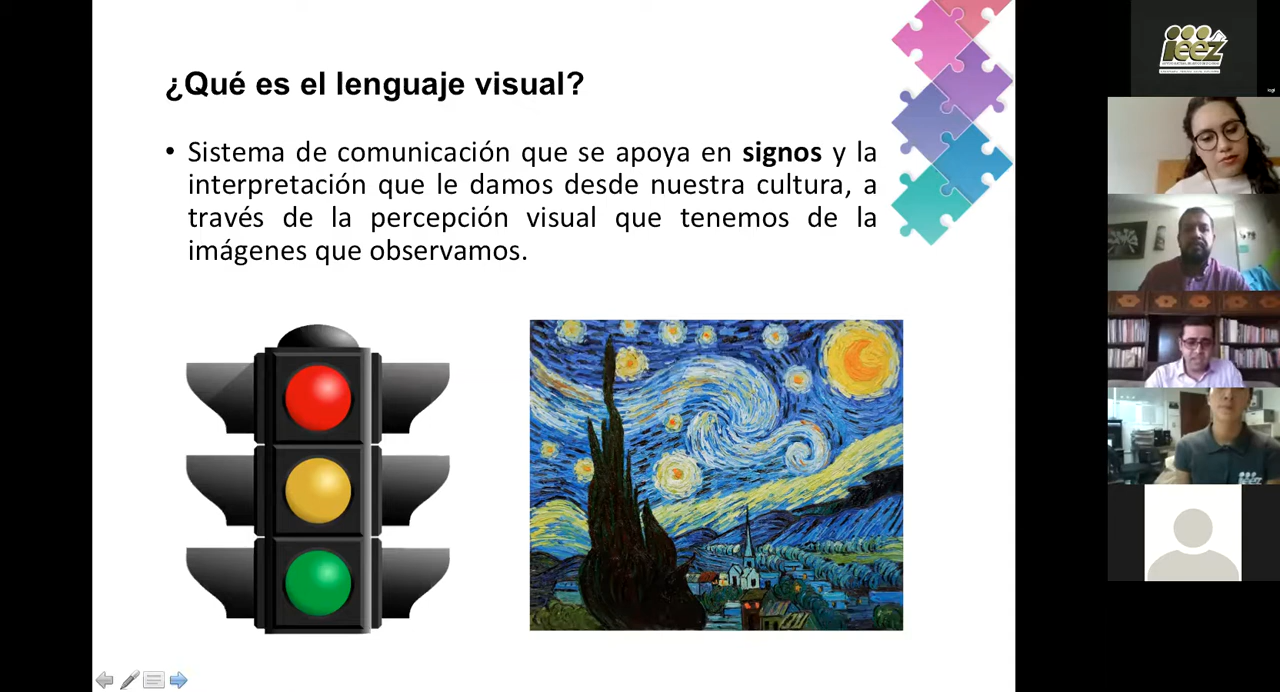 ¿Qué es el lenguaje visual?
• Sistema de comunicación que se apoya en signos y la
interpretación que le damos desde nuestra cultura, a
través de la percepción visual que tenemos de la
imágenes que observamos.
ieez